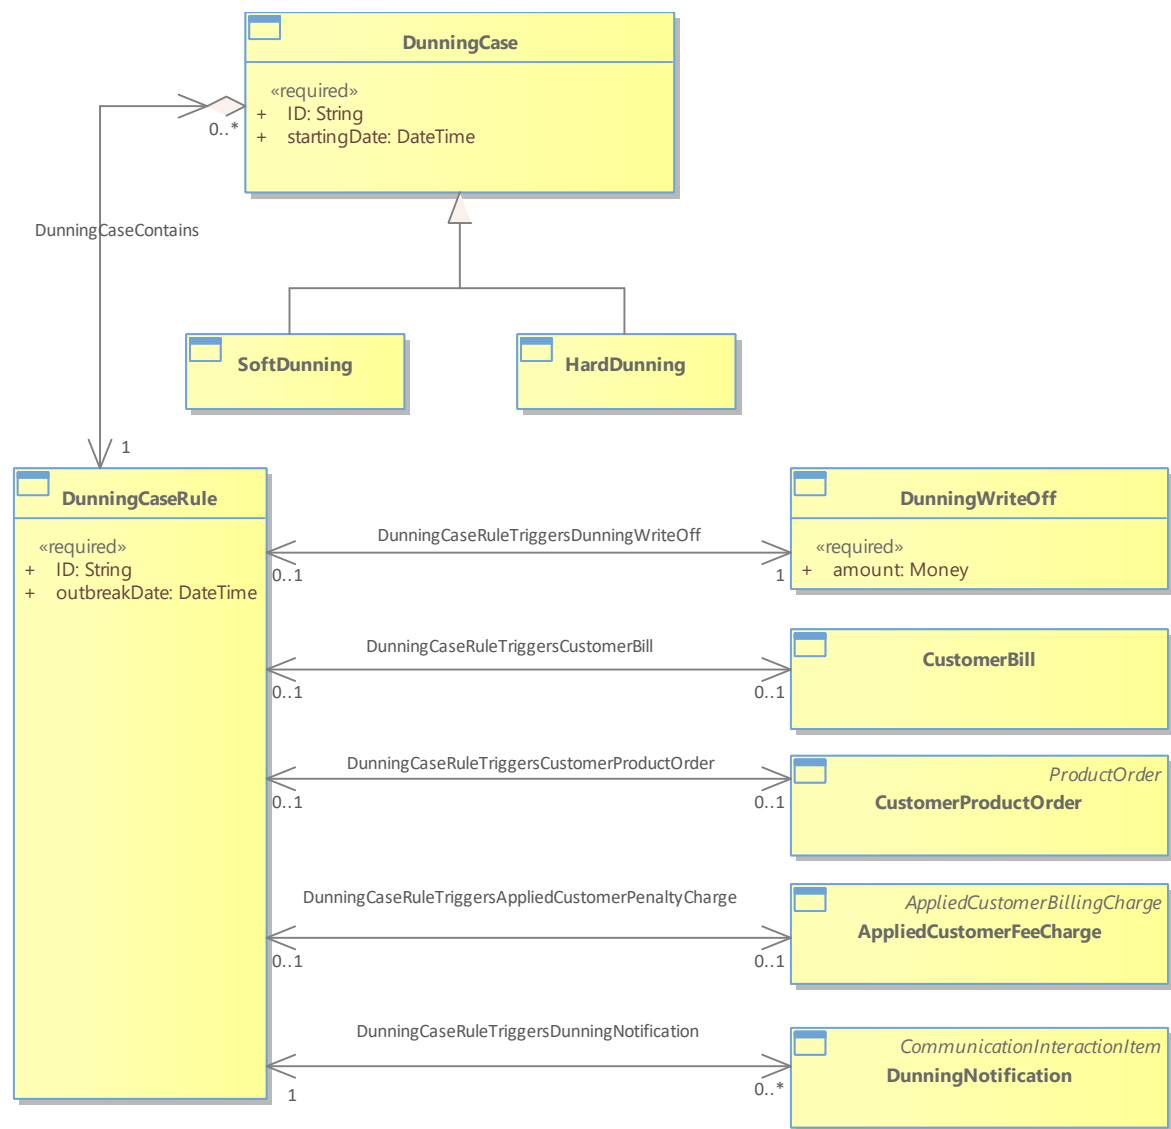 DunningCase
«required»
+ ID: String
+ startingDate: DateTime
0..*
DunningCaseContains
SoftDunning
HardDunning
1
DunningCaseRule
«required»
+ ID: String
+ outbreakDate: DateTime
DunningCaseRuleTriggersDunningWriteOff
0..1
1
DunningWriteOff
«required»
+ amount: Money
DunningCaseRuleTriggersCustomerBill
0..1
0..1
CustomerBill
DunningCaseRuleTriggersCustomerProductOrder
0..1
0..1
ProductOrder
CustomerProductOrder
DunningCaseRuleTriggersAppliedCustomerPenaltyCharge
0..1
0..1
AppliedCustomerBillingCharge
AppliedCustomerFeeCharge
DunningCaseRuleTriggersDunningNotification
1
0..*
CommunicationInteractionItem
DunningNotification